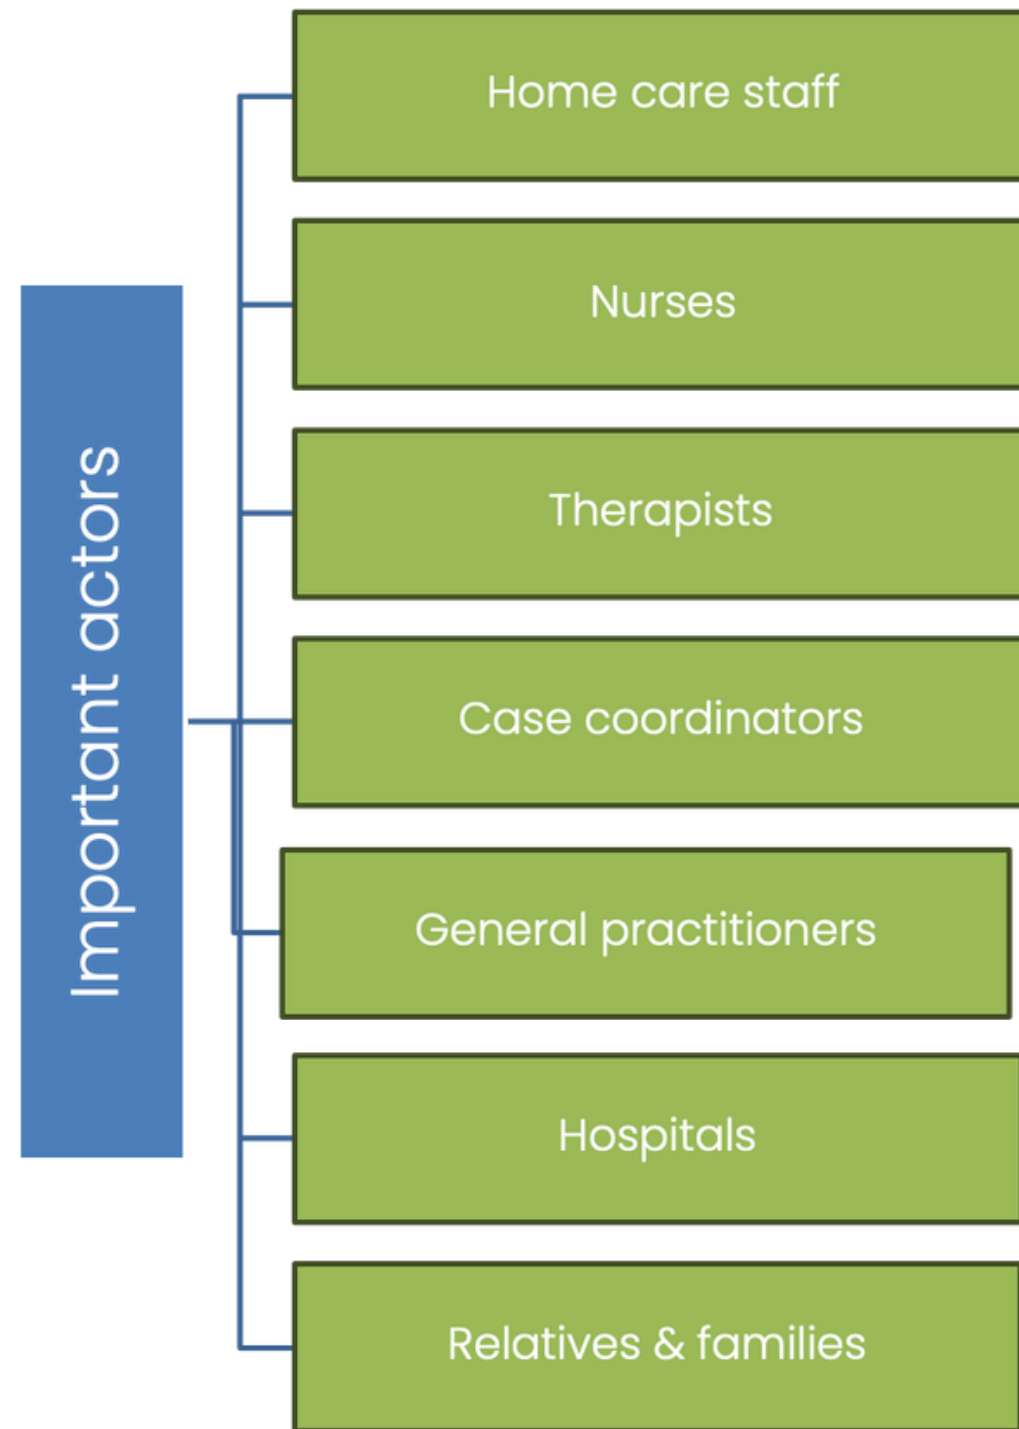 Important actors
Home care staff
Nurses
Therapists
Case coordinators
General practitioners
Hospitals
Relatives & families